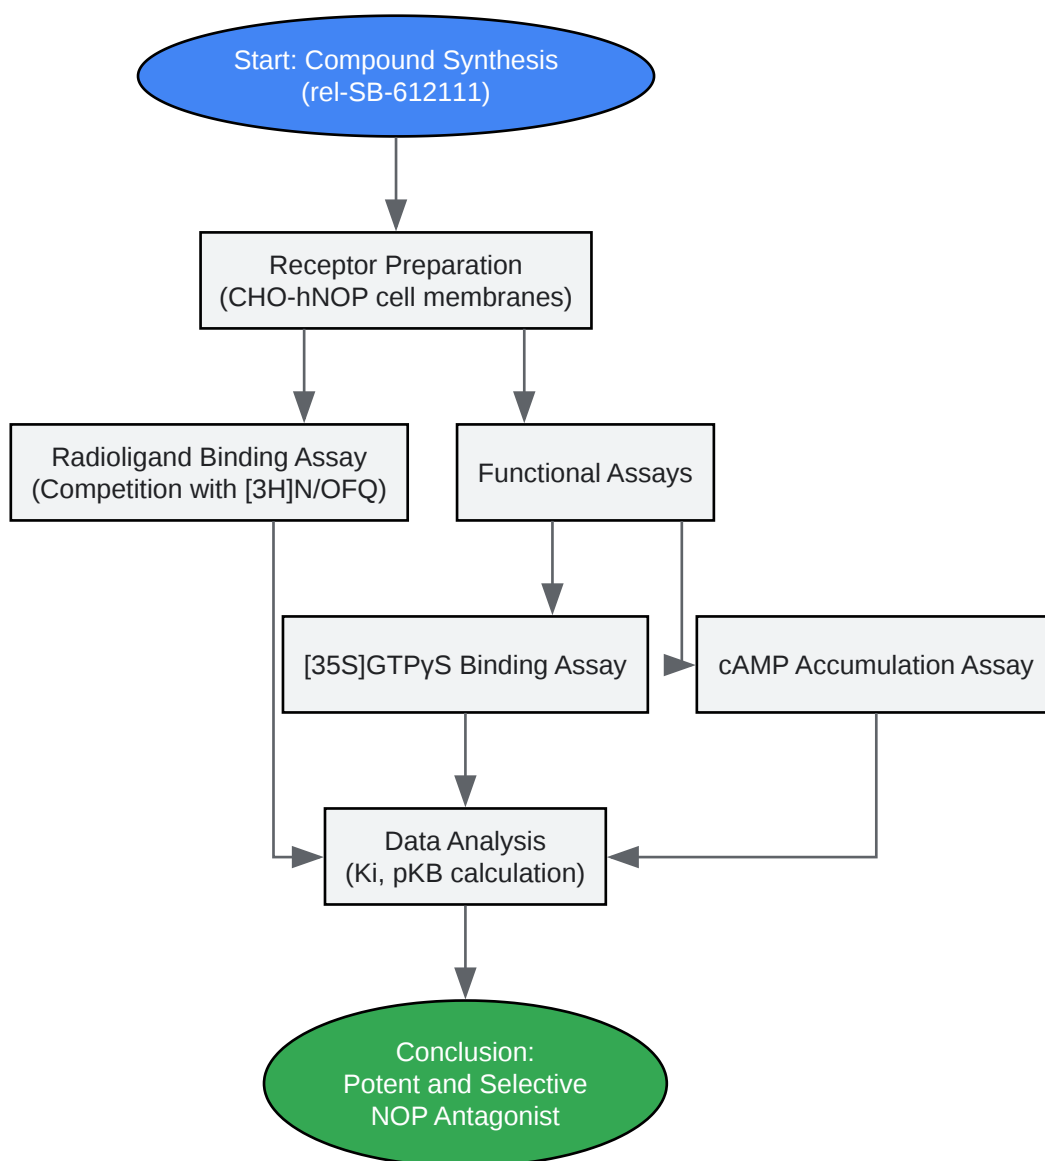 Start: Compound Synthesis
(rel-SB-612111)
Receptor Preparation
(CHO-hNOP cell membranes)
Radioligand Binding Assay
(Competition with [3H]N/OFQ)
Functional Assays
[35S]GTPγS Binding Assay
cAMP Accumulation Assay
Data Analysis
(Ki, pKB calculation)
Conclusion:
Potent and Selective
NOP Antagonist